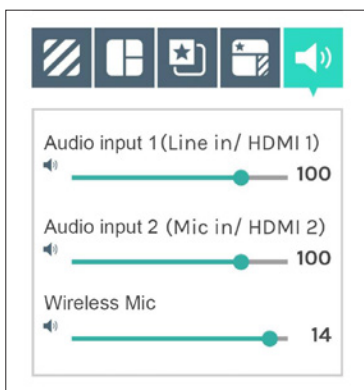 Audio input 1 (Line in/ HDMI 1)
100
Audio input 2 (Mic in/ HDMI 2)
100
Wireless Mic
14